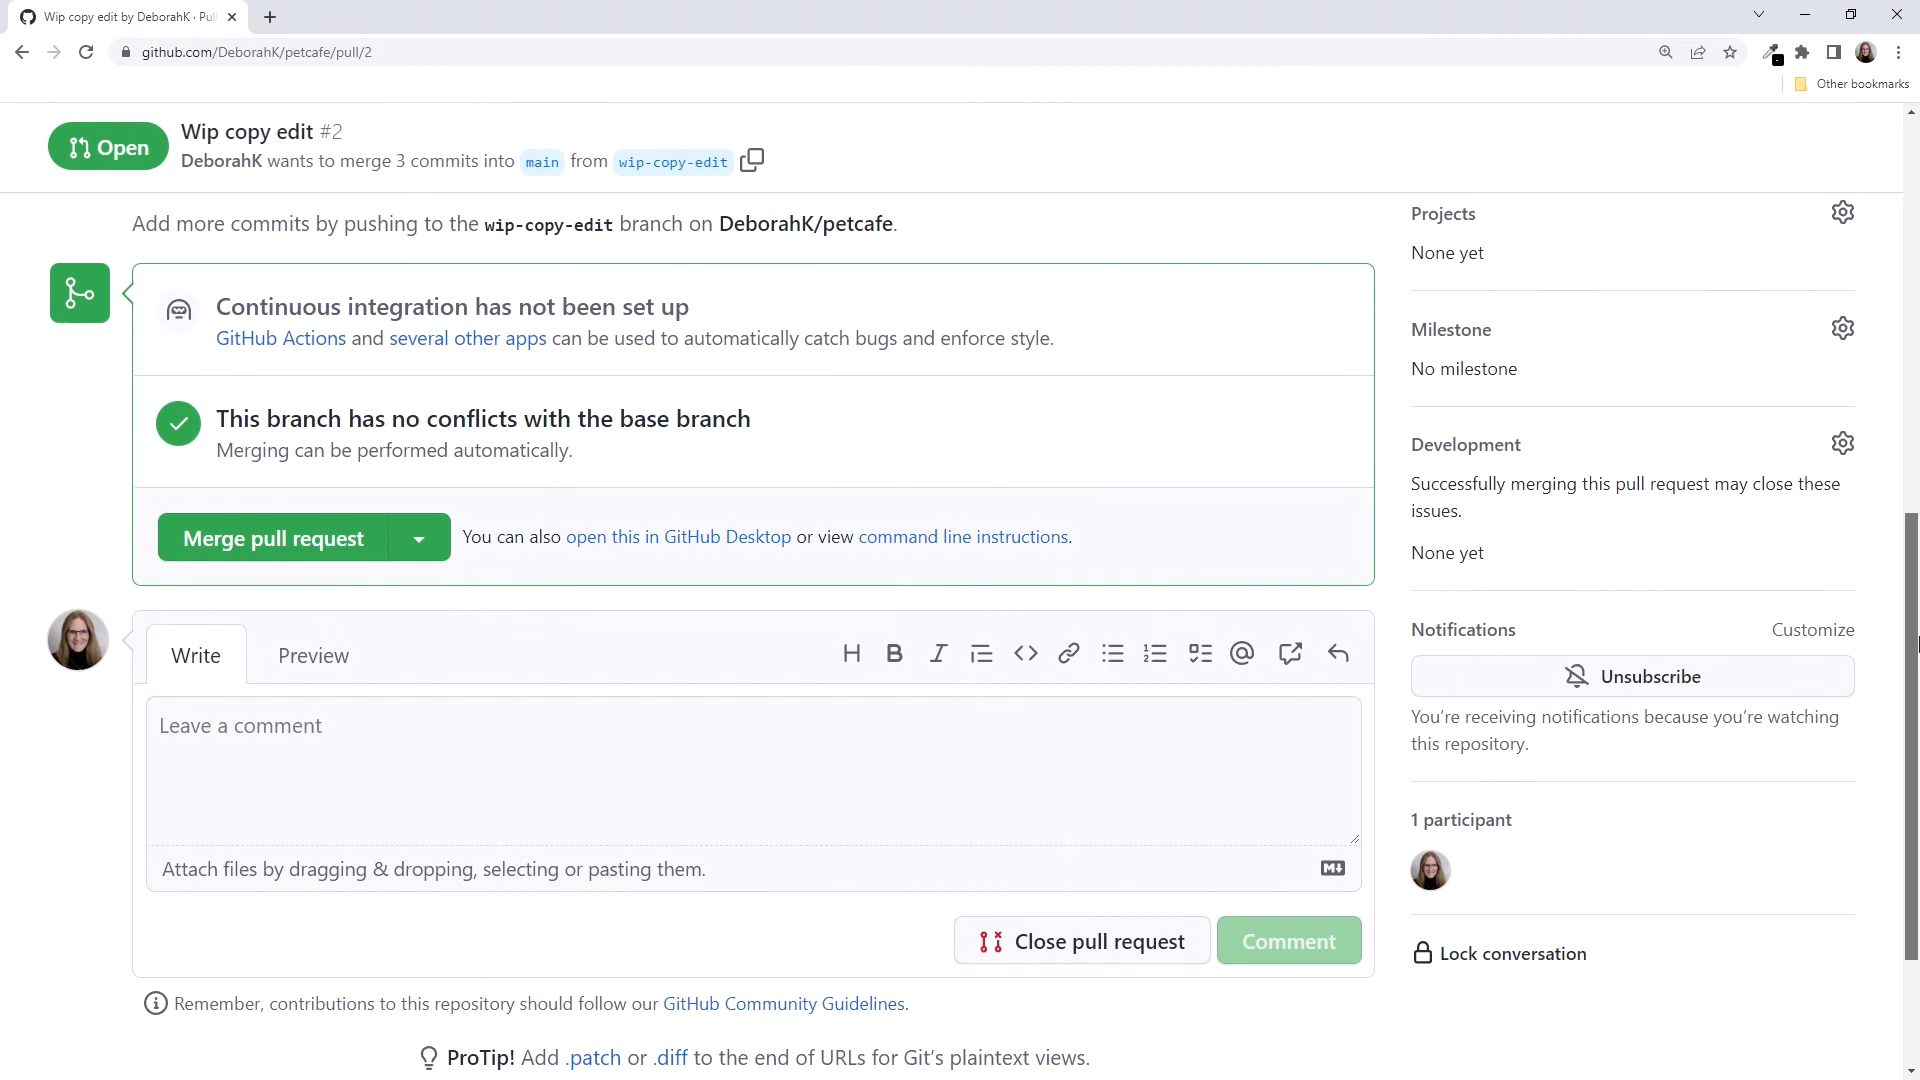 Wip copy edit by DeborahK · Pul
github.com/DeborahK/petcafe/pull/2
Other bookmarks
Open
Wip copy edit #2
DeborahK wants to merge 3 commits into main from wip-copy-edit
Add more commits by pushing to the wip-copy-edit branch on DeborahK/petcafe.
Continuous integration has not been set up
GitHub Actions and several other apps can be used to automatically catch bugs and enforce style.
This branch has no conflicts with the base branch
Merging can be performed automatically.
Merge pull request
You can also open this in GitHub Desktop or view command line instructions.
Write
Preview
Leave a comment
Attach files by dragging & dropping, selecting or pasting them.
Close pull request
Comment
Remember, contributions to this repository should follow our GitHub Community Guidelines.
ProTip! Add .patch or .diff to the end of URLs for Git’s plaintext views.
Projects
None yet
Milestone
No milestone
Development
Successfully merging this pull request may close these
issues.
None yet
Notifications
Customize
Unsubscribe
You’re receiving notifications because you’re watching
this repository.
1 participant
Lock conversation